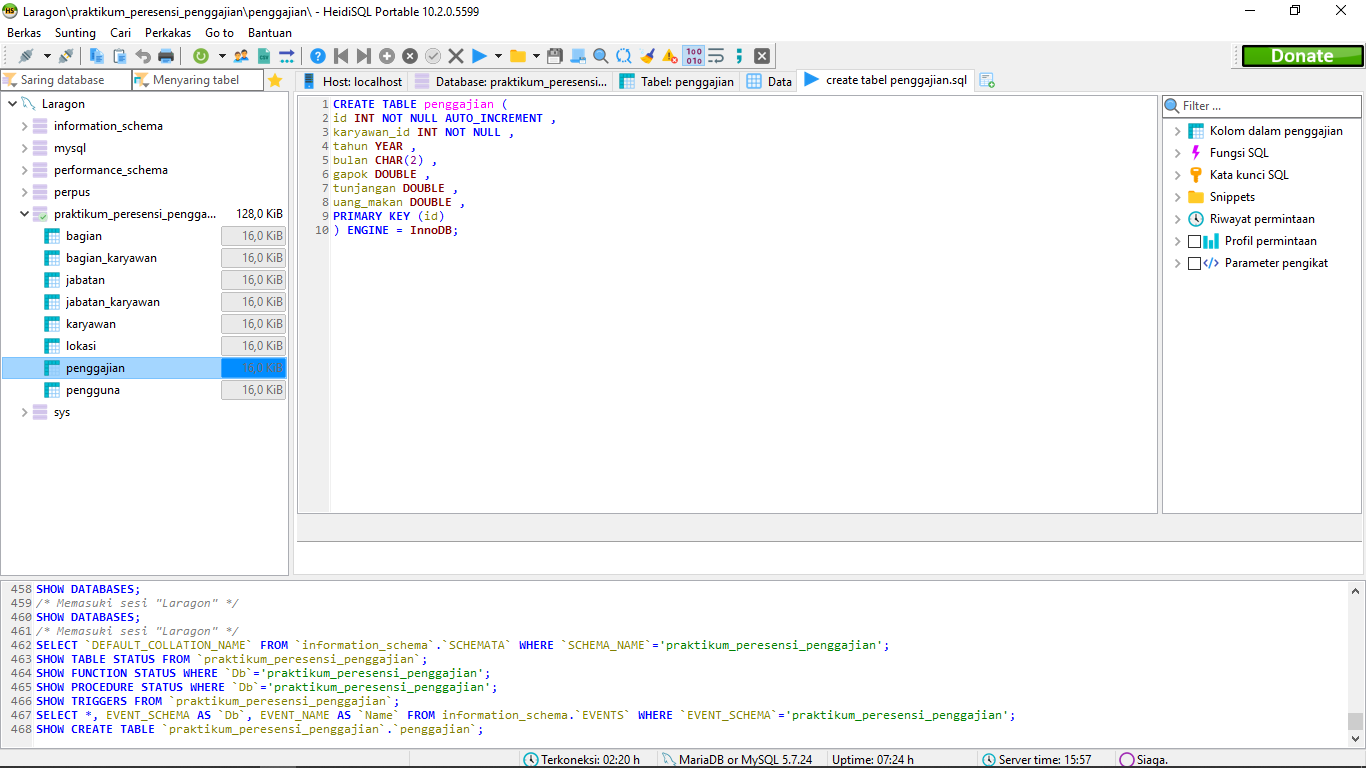 Laragon\praktikum_peresensi_penggajian\penggajian\ - HeidiSQL Portable 10.2.0.5599
Berkas Sunting Cari Perkakas Go to Bantuan
Donate
Saring database Menyaring tabel
Host: localhost Database: praktikum_peresensi... Tabel: penggajian Data create tabel penggajian.sql
Laragon
information_schema
mysql
performance_schema
perpus
praktikum_peresensi_pengga... 128,0 KiB
bagian 16,0 KiB
bagian_karyawan 16,0 KiB
jabatan 16,0 KiB
jabatan_karyawan 16,0 KiB
karyawan 16,0 KiB
lokasi 16,0 KiB
penggajian 16,0 KiB
pengguna 16,0 KiB
sys
1 CREATE TABLE penggajian (
2 id INT NOT NULL AUTO_INCREMENT ,
3 karyawan_id INT NOT NULL ,
4 tahun YEAR ,
5 bulan CHAR(2) ,
6 gapok DOUBLE ,
7 tunjangan DOUBLE ,
8 uang_makan DOUBLE ,
9 PRIMARY KEY (id)
10 ) ENGINE = InnoDB;
Filter ...
Kolom dalam penggajian
Fungsi SQL
Kata kunci SQL
Snippets
Riwayat permintaan
Profil permintaan
Parameter pengikat
458 SHOW DATABASES;
459 /* Memasuki sesi "Laragon" */
460 SHOW DATABASES;
461 /* Memasuki sesi "Laragon" */
462 SELECT `DEFAULT_COLLATION_NAME` FROM `information_schema`.`SCHEMATA` WHERE `SCHEMA_NAME`='praktikum_peresensi_penggajian';
463 SHOW TABLE STATUS FROM `praktikum_peresensi_penggajian`;
464 SHOW FUNCTION STATUS WHERE `Db`='praktikum_peresensi_penggajian';
465 SHOW PROCEDURE STATUS WHERE `Db`='praktikum_peresensi_penggajian';
466 SHOW TRIGGERS FROM `praktikum_peresensi_penggajian`;
467 SELECT *, EVENT_SCHEMA AS `Db`, EVENT_NAME AS `Name` FROM information_schema.`EVENTS` WHERE `EVENT_SCHEMA`='praktikum_peresensi_penggajian';
468 SHOW CREATE TABLE `praktikum_peresensi_penggajian`.`penggajian`;
Terkoneksi: 02:20 h MariaDB or MySQL 5.7.24 Uptime: 07:24 h Server time: 15:57 Siaga.